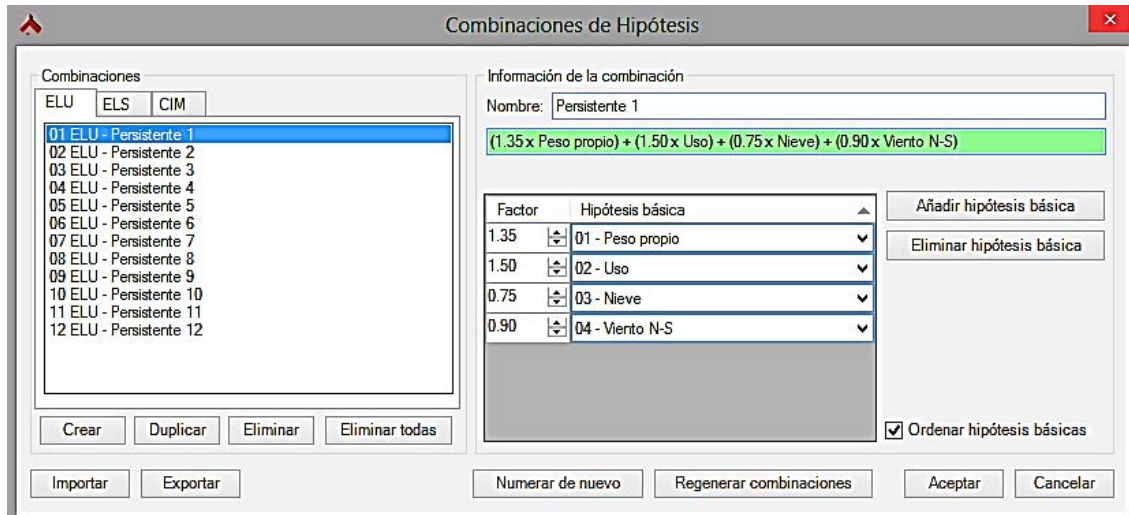 Combinaciones de Hipótesis
Combinaciones
ELU ELS CIM
01 ELU - Persistente 1
02 ELU - Persistente 2
03 ELU - Persistente 3
04 ELU - Persistente 4
05 ELU - Persistente 5
06 ELU - Persistente 6
07 ELU - Persistente 7
08 ELU - Persistente 8
09 ELU - Persistente 9
10 ELU - Persistente 10
11 ELU - Persistente 11
12 ELU - Persistente 12
Crear Duplicar Eliminar Eliminar todas
Información de la combinación
Nombre: Persistente 1
(1.35 x Peso propio) + (1.50 x Uso) + (0.75 x Nieve) + (0.90 x Viento N-S)
Factor Hipótesis básica
1.35 01 - Peso propio
1.50 02 - Uso
0.75 03 - Nieve
0.90 04 - Viento N-S
Añadir hipótesis básica
Eliminar hipótesis básica
Ordenar hipótesis básicas
Importar Exportar Numerar de nuevo Regenerar combinaciones Aceptar Cancelar